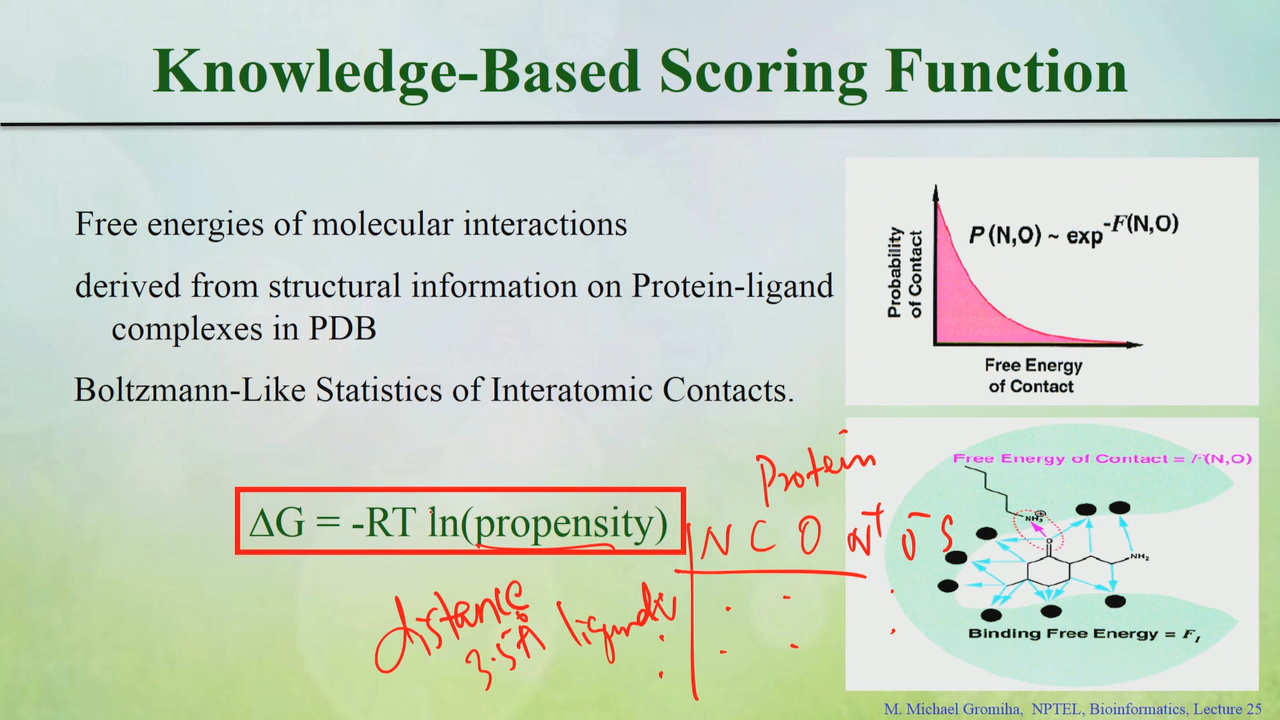 Knowledge-Based Scoring Function
Free energies of molecular interactions
derived from structural information on Protein-ligand
complexes in PDB
Boltzmann-Like Statistics of Interatomic Contacts.
ΔG = -RT ln(propensity)
Probability
of Contact
P(N,O) ~ exp-F(N,O)
Free Energy
of Contact
Protein
N C O N+ O- S
distance
3.5Å
Free Energy of Contact = F(N,O)
NH3
O
NH2
Binding Free Energy = F
M. Michael Gromiha, NPTEL, Bioinformatics, Lecture 25